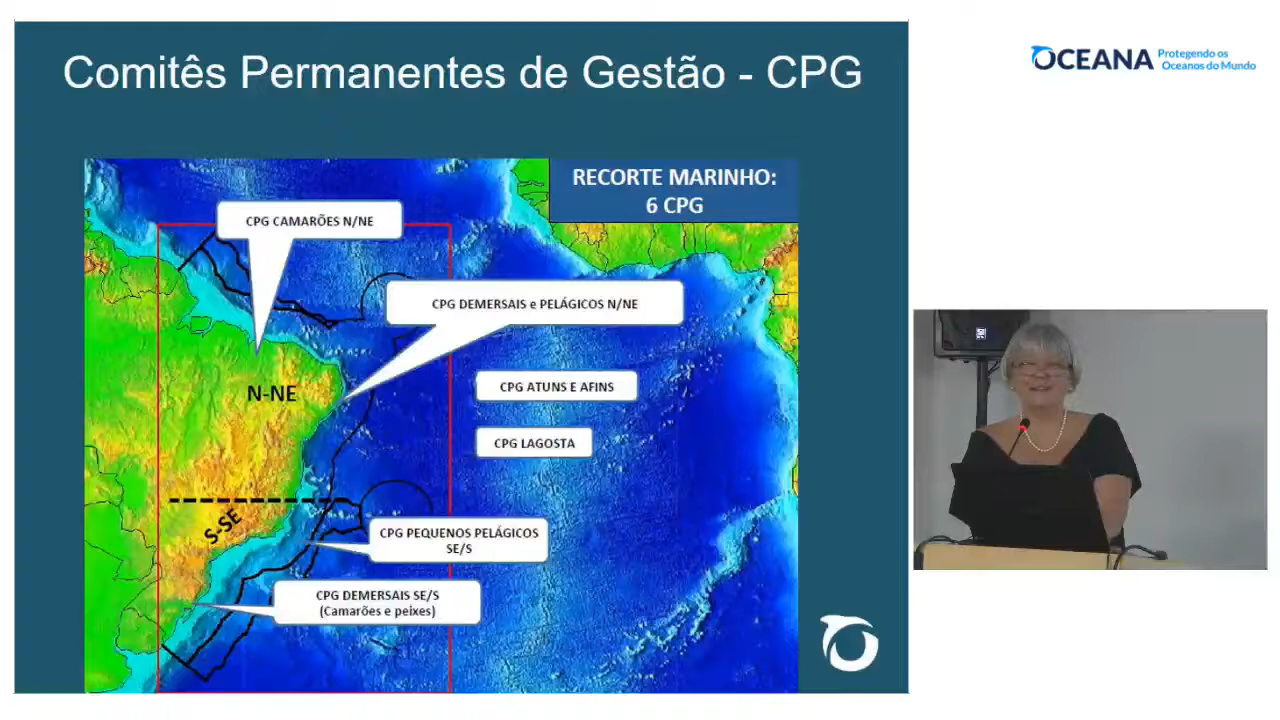 Comitês Permanentes de Gestão - CPG
OCEANA
Protegendo os
Oceanos do Mundo
RECORTE MARINHO:
6 CPG
CPG CAMARÕES N/NE
CPG DEMERSAIS e PELÁGICOS N/NE
CPG ATUNS E AFINS
N-NE
CPG LAGOSTA
S-SE
CPG PEQUENOS PELÁGICOS
SE/S
CPG DEMERSAIS SE/S
(Camarões e peixes)